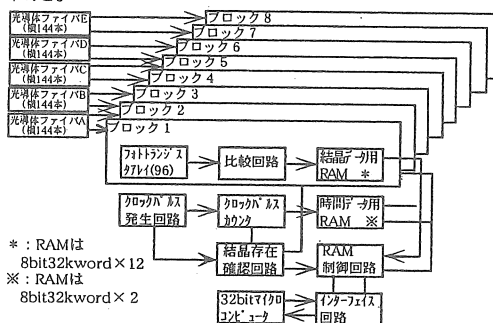 光導体ファイバE
(横144本)
光導体ファイバD
(横144本)
光導体ファイバC
(横144本)
光導体ファイバB
(横144本)
光導体ファイバA
(横144本)
ブロック8
ブロック7
ブロック6
ブロック5
ブロック4
ブロック3
ブロック2
ブロック1
フォトトランジス
タアレイ(96)
比較回路
結晶データ用
RAM *
クロックパルス
発生回路
クロックパルス
カウンタ
時間データ用
RAM ※
結晶存在
確認回路
RAM
制御回路
*:RAMは
8bit32kword×12
※:RAMは
8bit32kword×2
32bitマイクロ
コンピュータ
インターフェイス
回路